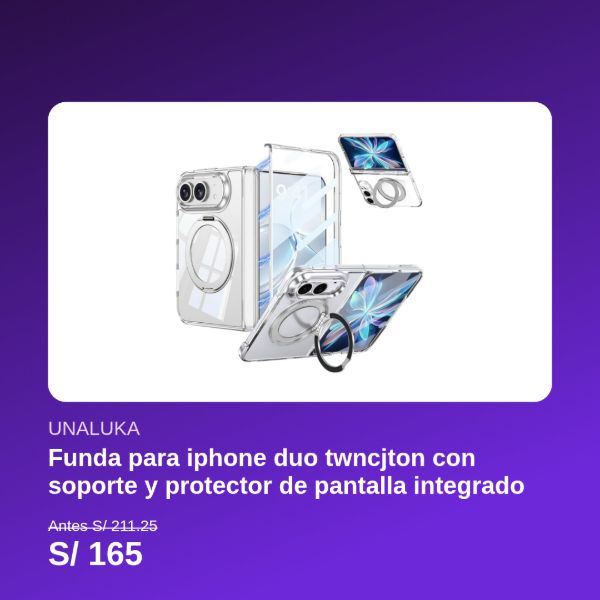 UNALUKA
Funda para iphone duo twncjton con
soporte y protector de pantalla integrado
Antes S/ 211.25
S/ 165